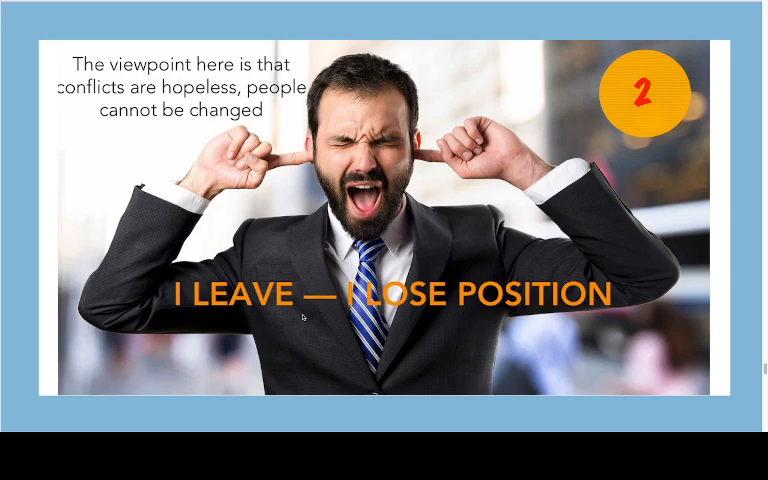 The viewpoint here is that
conflicts are hopeless, people
cannot be changed
2
I LEAVE — I LOSE POSITION